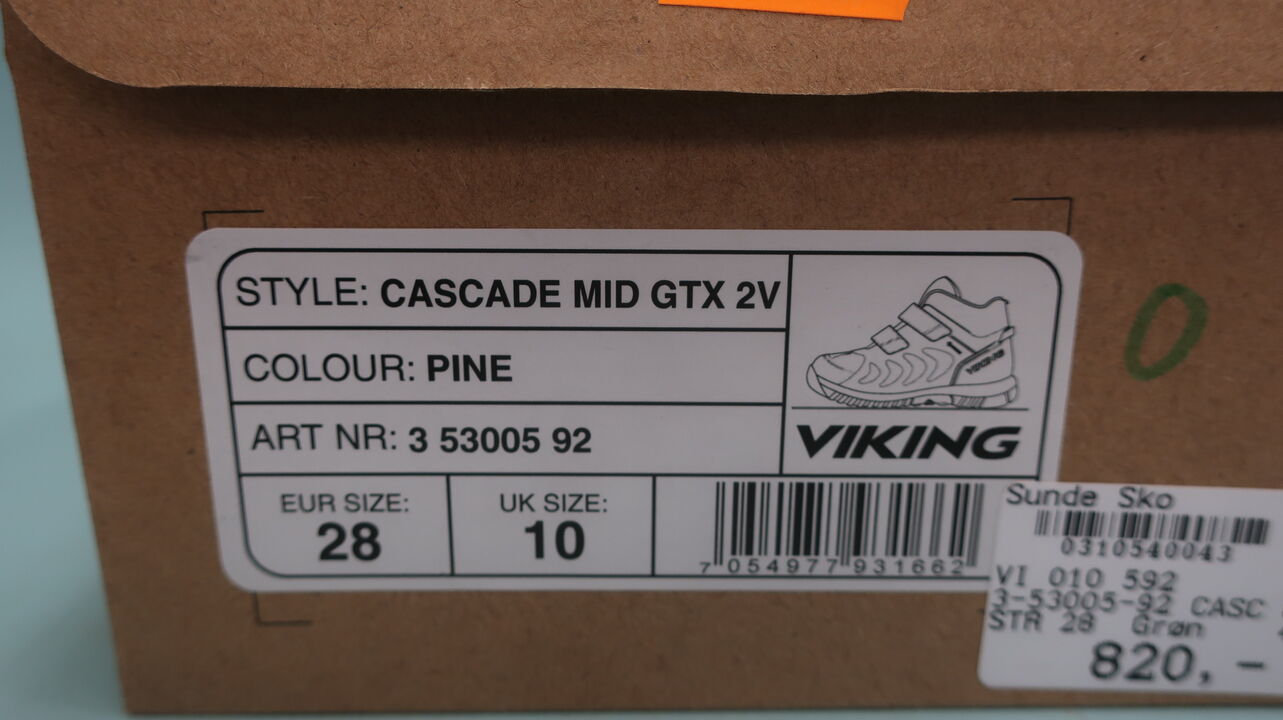 STYLE: CASCADE MID GTX 2V
COLOUR: PINE
ART NR: 3 53005 92
VIKING
VIKING
EUR SIZE:
28
UK SIZE:
10
7 054977 931662
O
Sunde Sko
0310540043
VI 010 592
3-53005-92 CASC
STR 28 Grøn
820,-